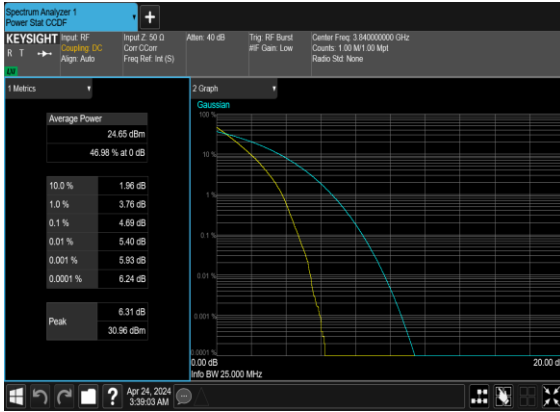 Spectrum Analyzer 1
Power Stat CCDF
+
KEYSIGHT
R T
LXI
Input: RF
Coupling: DC
Align: Auto
Input Z: 50 Ω
Corr CCorr
Freq Ref: Int (S)
Atten: 40 dB
Trig: RF Burst
#IF Gain: Low
Center Freq: 3.840000000 GHz
Counts: 1.00 M/1.00 Mpt
Radio Std: None
1 Metrics
Average Power
24.65 dBm
46.98 % at 0 dB
10.0 % 1.96 dB
1.0 % 3.76 dB
0.1 % 4.69 dB
0.01 % 5.40 dB
0.001 % 5.93 dB
0.0001 % 6.24 dB
Peak
6.31 dB
30.96 dBm
2 Graph
Gaussian
100 %
10 %
1 %
0.1 %
0.01 %
0.001 %
0.0001 %
0.00 dB
20.00 d
Info BW 25.000 MHz
?
Apr 24, 2024
3:39:03 AM